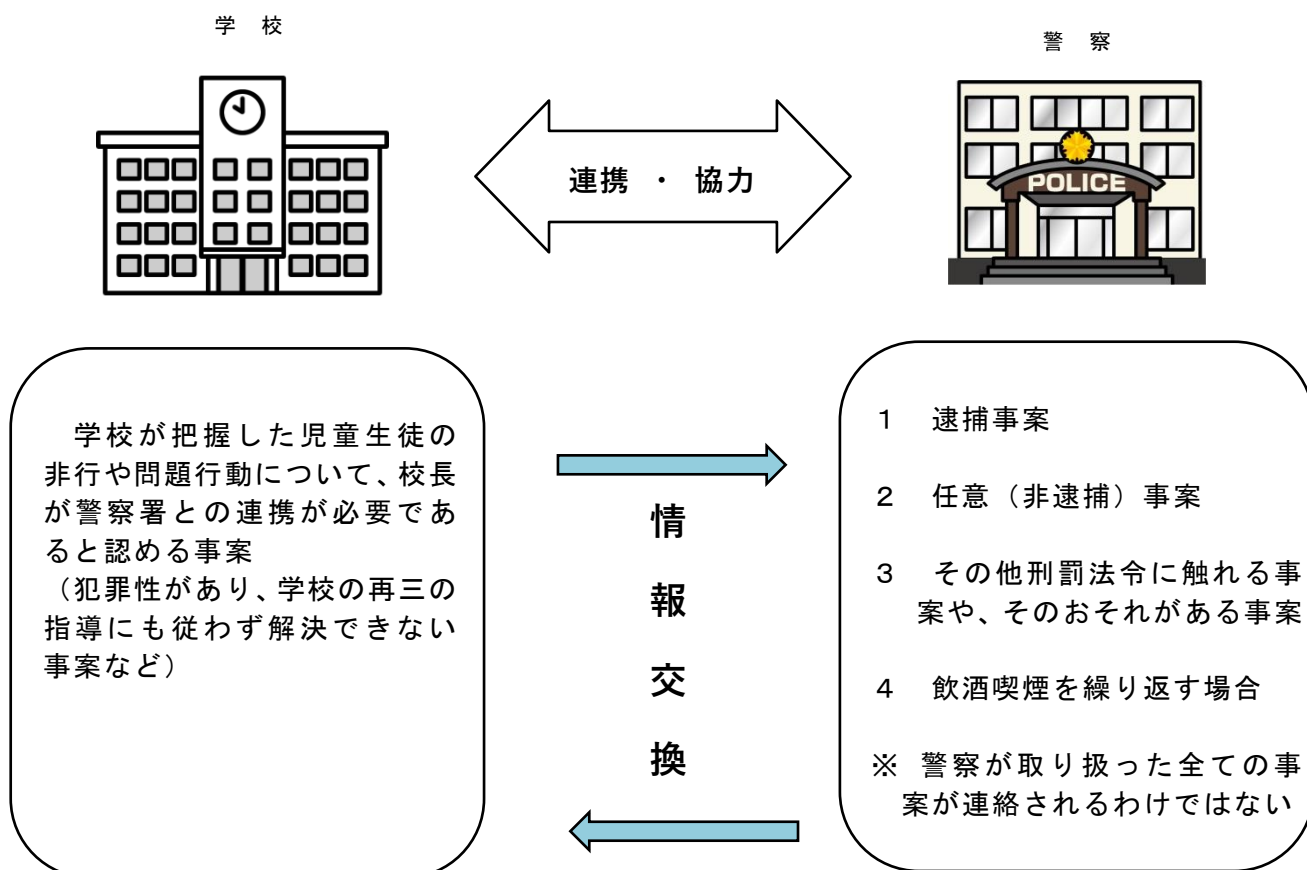 学 校
警 察
連携 ・ 協力
POLICE
学校が把握した児童生徒の
非行や問題行動について、校長
が警察署との連携が必要であ
ると認める事案
（犯罪性があり、学校の再三の
指導にも従わず解決できない
事案など）
情
報
交
換
１ 逮捕事案
２ 任意（非逮捕）事案
３ その他刑罰法令に触れる事
案や、そのおそれがある事案
４ 飲酒喫煙を繰り返す場合
※ 警察が取り扱った全ての事
案が連絡されるわけではない